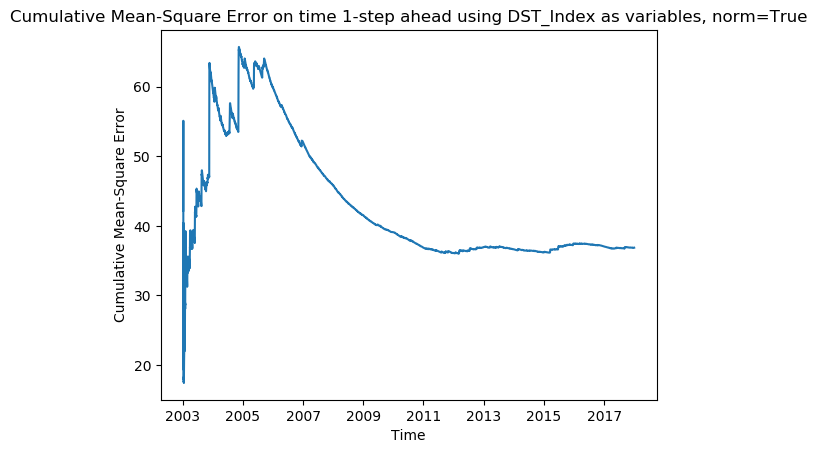 Cumulative Mean-Square Error on time 1-step ahead using DST_Index as variables, norm=True
Cumulative Mean-Square Error
60
50
40
30
20
2003 2005 2007 2009 2011 2013 2015 2017
Time